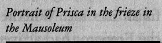 Portrait of Prisca in the frieze in
the Mausoleum